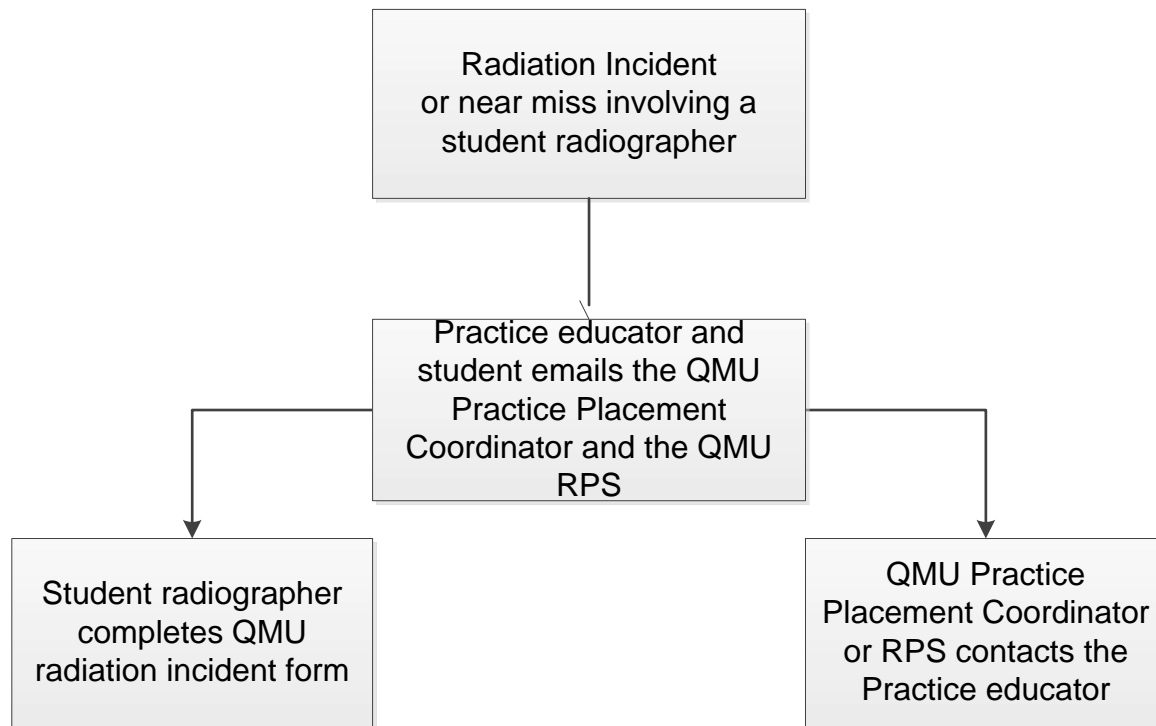 Radiation Incident
or near miss involving a
student radiographer
Practice educator and
student emails the QMU
Practice Placement
Coordinator and the QMU
RPS
Student radiographer
completes QMU
radiation incident form
QMU Practice
Placement Coordinator
or RPS contacts the
Practice educator